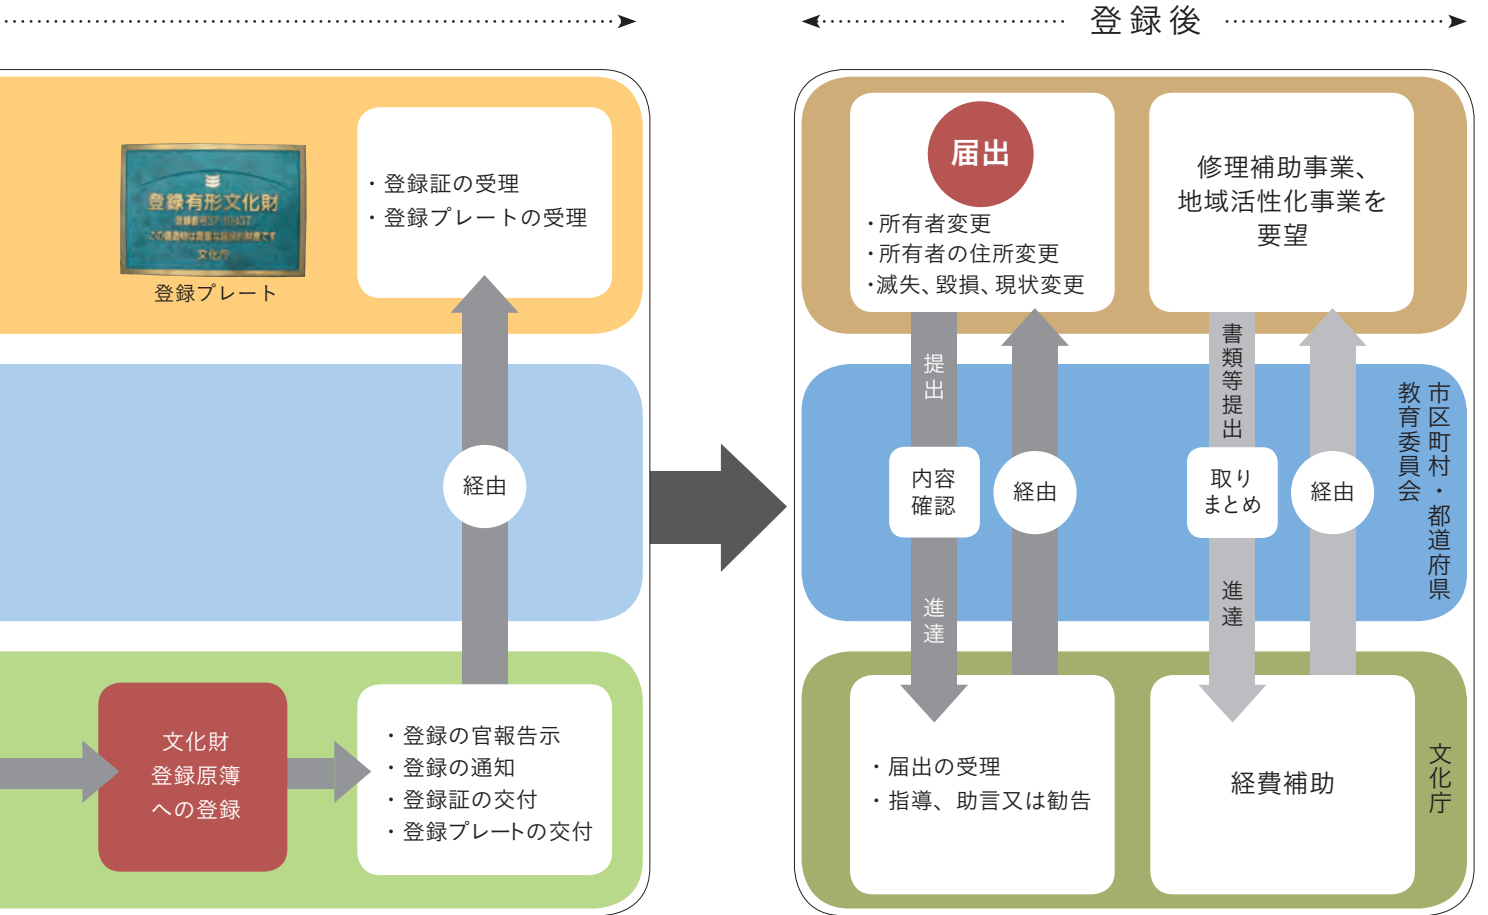 登録後
登録有形文化財
文化庁
登録プレート
・登録証の受理
・登録プレートの受理
経由
文化財
登録原簿
への登録
・登録の官報告示
・登録の通知
・登録証の交付
・登録プレートの交付
届出
・所有者変更
・所有者の住所変更
・滅失、毀損、現状変更
修理補助事業、
地域活性化事業を
要望
提出
内容
確認
進達
経由
書類等提出
取り
まとめ
進達
経由
市区町村・都道府県
教育委員会
・届出の受理
・指導、助言又は勧告
経費補助
文化庁